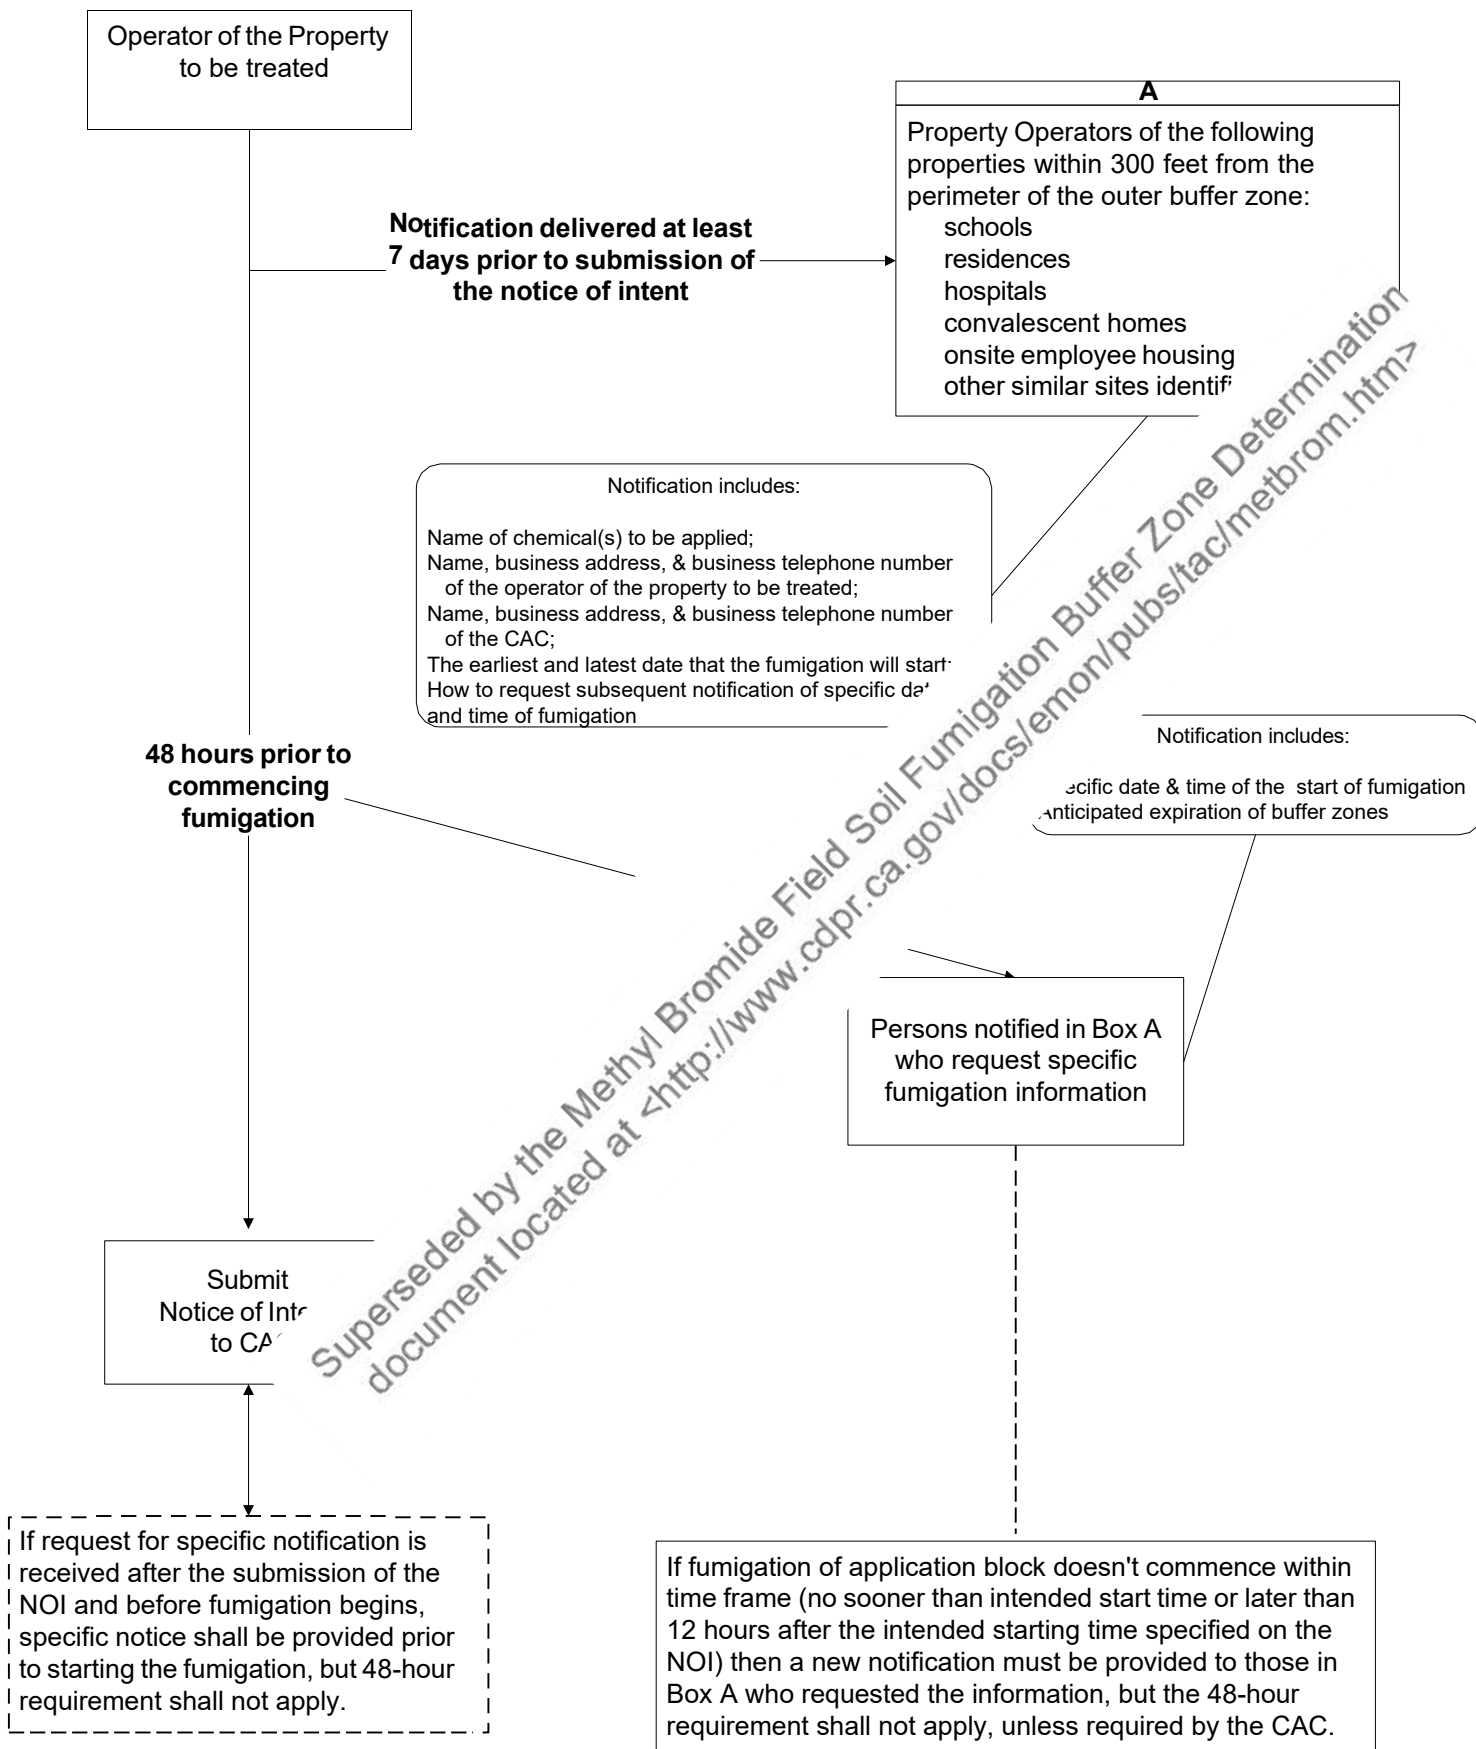 Operator of the Property
to be treated
A
Property Operators of the following
properties within 300 feet from the
perimeter of the outer buffer zone:
schools
residences
hospitals
convalescent homes
onsite employee housing
other similar sites
Notification delivered at least
7 days prior to submission of
the notice of intent
Notification includes:
Name of chemical(s) to be applied;
Name, business address, & business telephone number
of the operator of the property to be treated;
Name, business address, & business telephone number
of the CAC;
The earliest and latest date that the fumigation will start
How to request subsequent notification of specific
and time of fumigation
48 hours prior to
commencing
fumigation
Notification includes:
date & time of the start of fumigation
Anticipated expiration of buffer zones
Superseded by the Methyl Bromide Field Soil Fumigation Buffer Zone Determination
document located at <http://www.cdpr.ca.gov/docs/emon/pubs/tac/metbrom.htm>
Persons notified in Box A
who request specific
fumigation information
Submit
Notice of
to
If request for specific notification is
received after the submission of the
NOI and before fumigation begins,
specific notice shall be provided prior
to starting the fumigation, but 48-hour
requirement shall not apply.
If fumigation of application block doesn't commence within
time frame (no sooner than intended start time or later than
12 hours after the intended starting time specified on the
NOI) then a new notification must be provided to those in
Box A who requested the information, but the 48-hour
requirement shall not apply, unless required by the CAC.